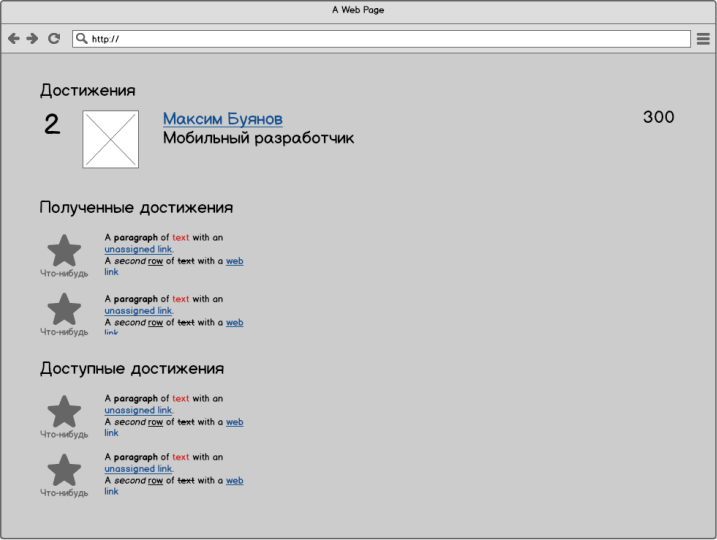 A Web Page
http://
Достижения
2
Максим Буянов
300
Мобильный разработчик
Полученные достижения
A paragraph of text with an
unassigned link.
A second row of text with a web
link
Что-нибудь
A paragraph of text with an
unassigned link.
A second row of text with a web
link
Что-нибудь
Доступные достижения
A paragraph of text with an
unassigned link.
A second row of text with a web
link
Что-нибудь
A paragraph of text with an
unassigned link.
A second row of text with a web
link
Что-нибудь